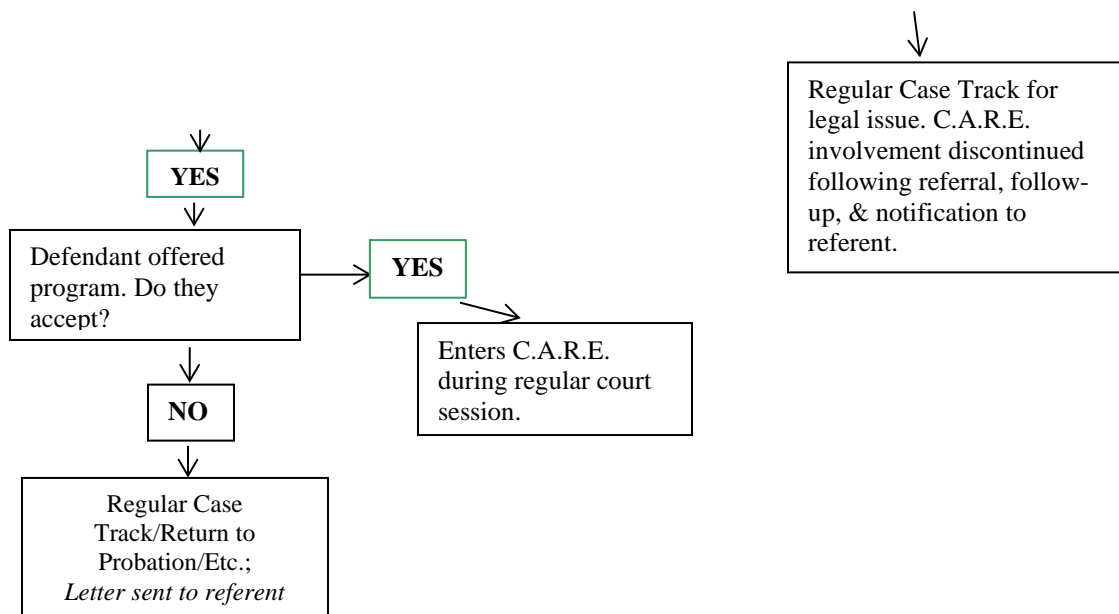 Regular Case Track for
legal issue. C.A.R.E.
involvement discontinued
following referral, follow-
up, & notification to
referent.
YES
Defendant offered
program. Do they
accept?
YES
Enters C.A.R.E.
during regular court
session.
NO
Regular Case
Track/Return to
Probation/Etc.;
Letter sent to referent